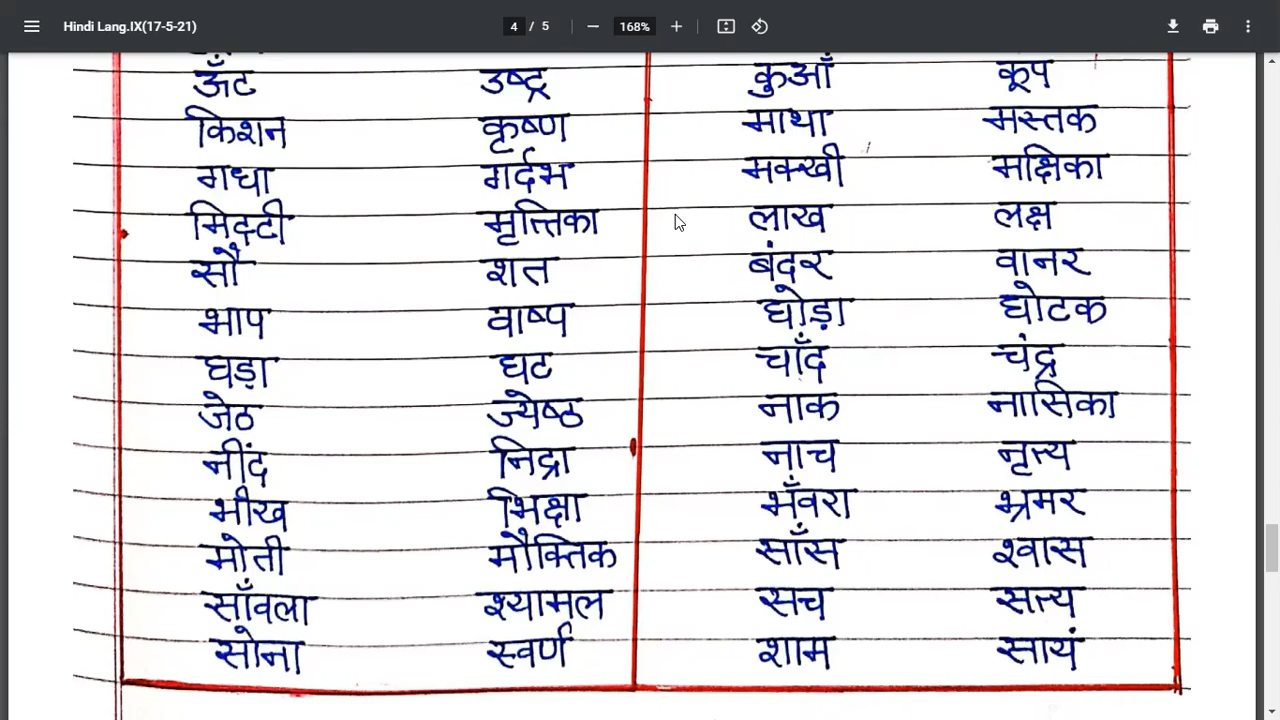 Hindi Lang.IX(17-5-21) 4 / 5 168%
ऊँट उष्ट्र कुआँ कूप
किशन कृष्ण माथा मस्तक
गधा गर्दभ मक्खी मक्षिका
मिट्टी मृत्तिका लाख लक्ष
सौ शत बंदर वानर
भाप वाष्प घोड़ा घोटक
घड़ा घट चाँद चंद्र
जेठ ज्येष्ठ नाक नासिका
नींद निद्रा नाच नृत्य
भीख भिक्षा भँवरा भ्रमर
मोती मौक्तिक साँस श्वास
साँवला श्यामल सच सत्य
सोना स्वर्ण शाम सायं